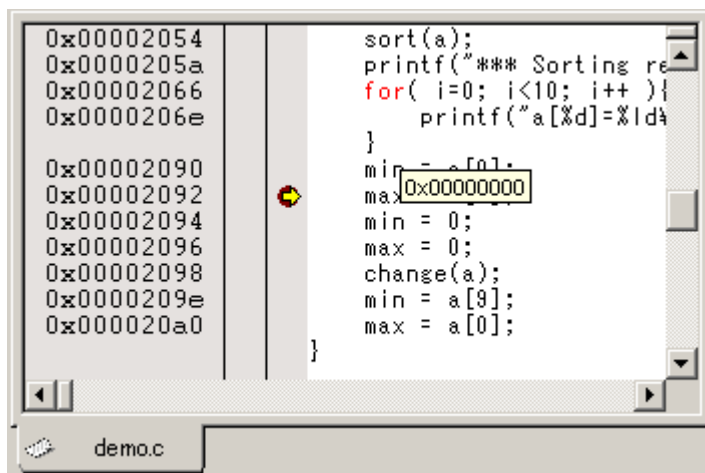 0x00002054 sort(a);
0x0000205a printf("*** Sorting re
0x00002066 for( i=0; i<10; i++ ){
0x0000206e printf("a[%d]=%ld\
}
0x00002090 min = a[0];
0x00002092 max
0x00000000
0x00002094 min = 0;
0x00002096 max = 0;
0x00002098 change(a);
0x0000209e min = a[9];
0x000020a0 max = a[0];
}
demo.c